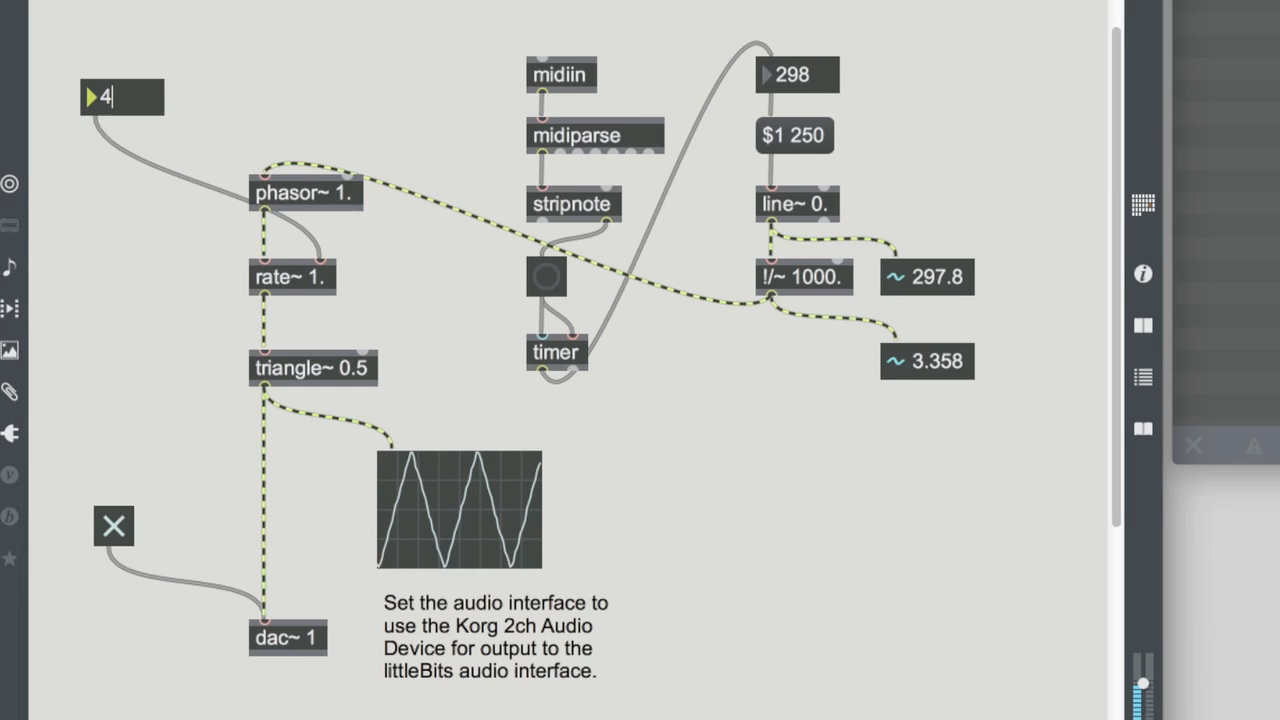 4
phasor~ 1.
rate~ 1.
triangle~ 0.5
dac~ 1
midiin
midiparse
stripnote
timer
298
$1 250
line~ 0.
!/~ 1000.
~ 297.8
~ 3.358
Set the audio interface to
use the Korg 2ch Audio
Device for output to the
littleBits audio interface.